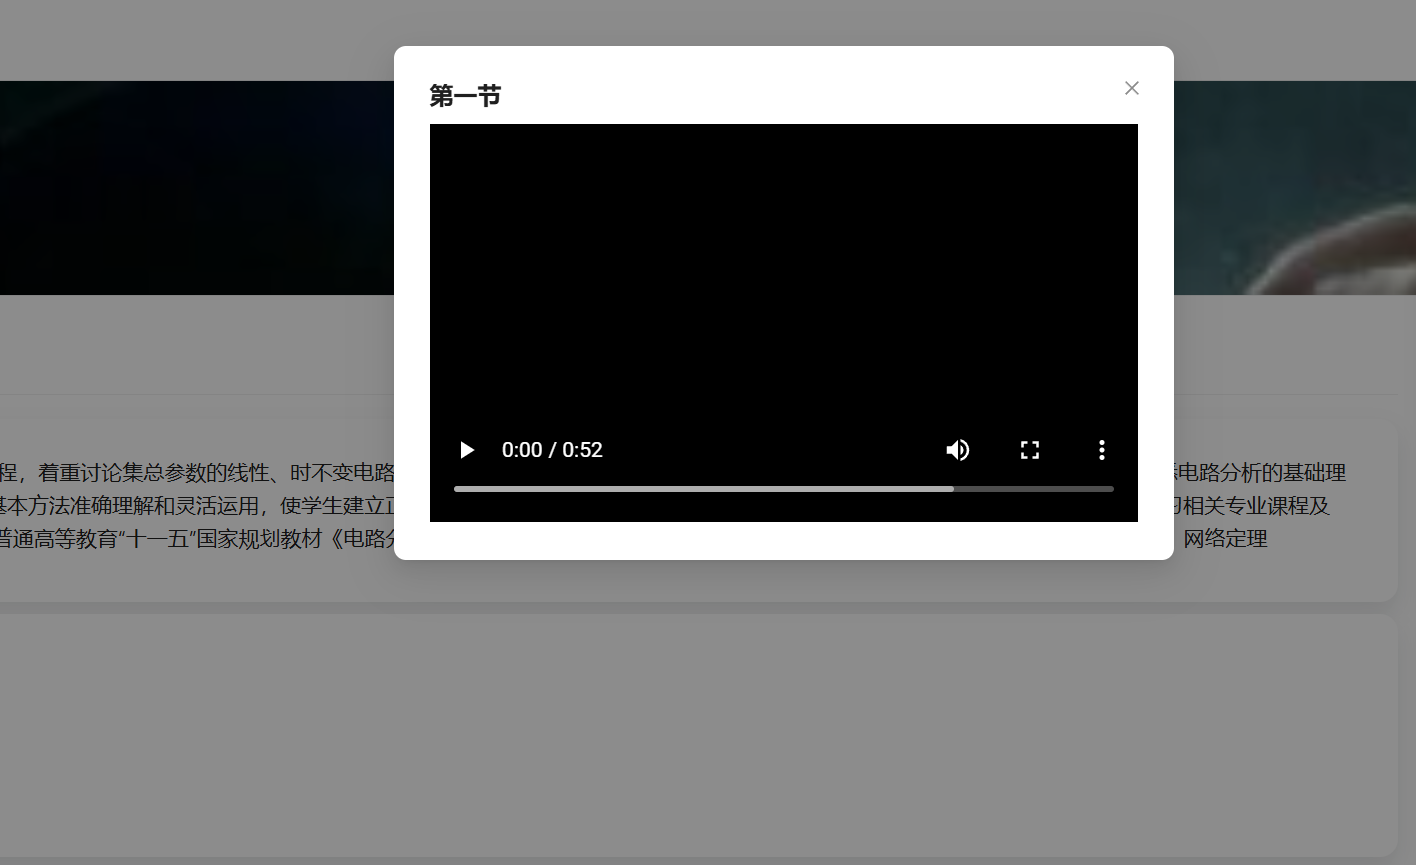 第一节
0:00 / 0:52
程，着重讨论集总参数的线性、时不变电路
电路分析的基础理
基本方法准确理解和灵活运用，使学生建立正
相关专业课程及
普通高等教育“十一五”国家规划教材《电路分
网络定理